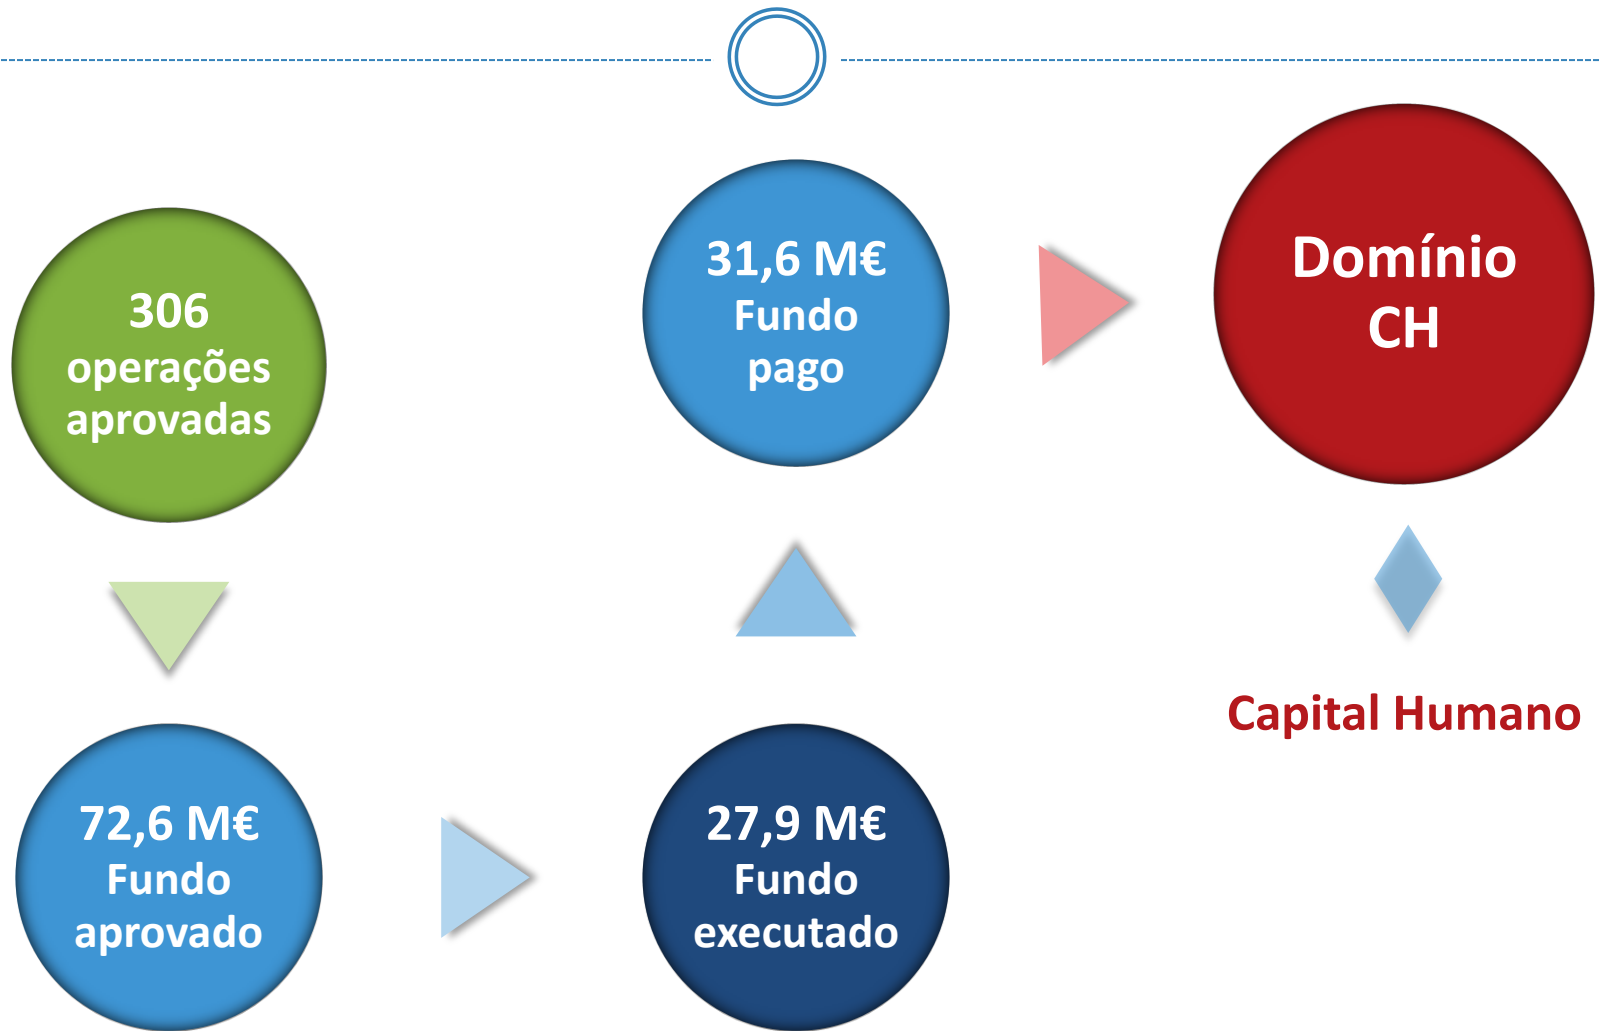 306
operações
aprovadas
72,6 M€
Fundo
aprovado
27,9 M€
Fundo
executado
31,6 M€
Fundo
pago
Domínio
CH
Capital Humano